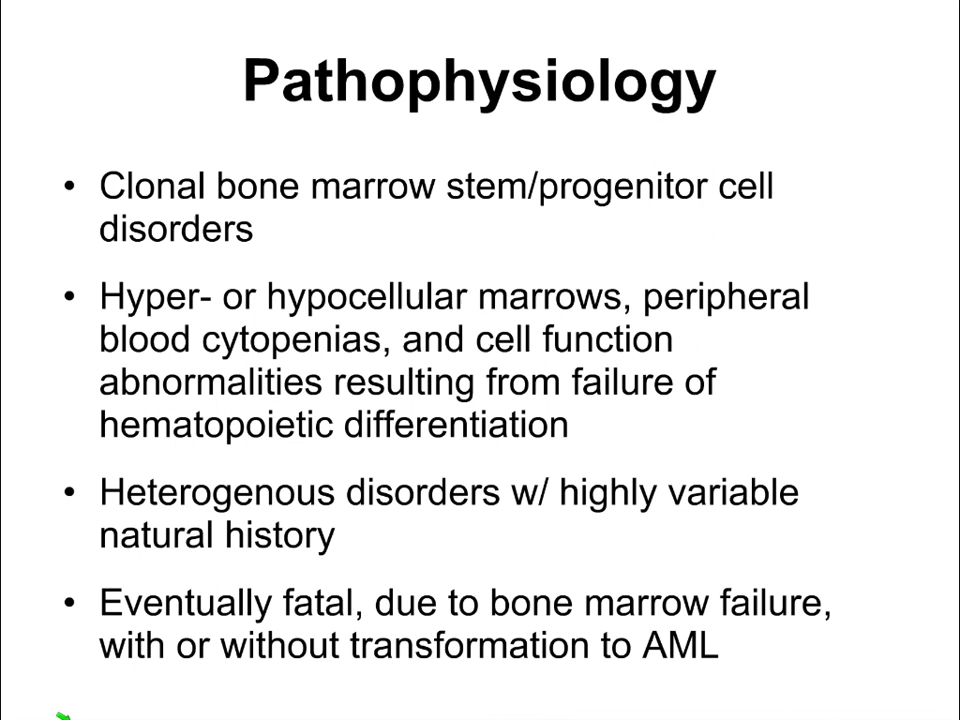 Pathophysiology
• Clonal bone marrow stem/progenitor cell
disorders
• Hyper- or hypocellular marrows, peripheral
blood cytopenias, and cell function
abnormalities resulting from failure of
hematopoietic differentiation
• Heterogenous disorders w/ highly variable
natural history
• Eventually fatal, due to bone marrow failure,
with or without transformation to AML